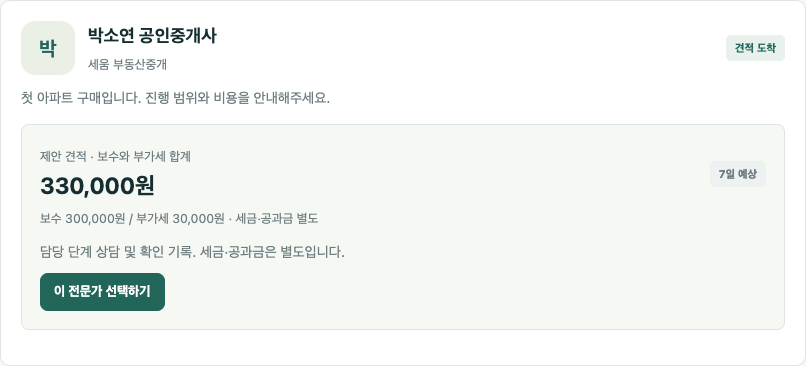 박
박소연 공인중개사
세움 부동산중개
견적 도착
첫 아파트 구매입니다. 진행 범위와 비용을 안내해주세요.
제안 견적 · 보수와 부가세 합계
330,000원
7일 예상
보수 300,000원 / 부가세 30,000원 · 세금·공과금 별도
담당 단계 상담 및 확인 기록. 세금·공과금은 별도입니다.
이 전문가 선택하기